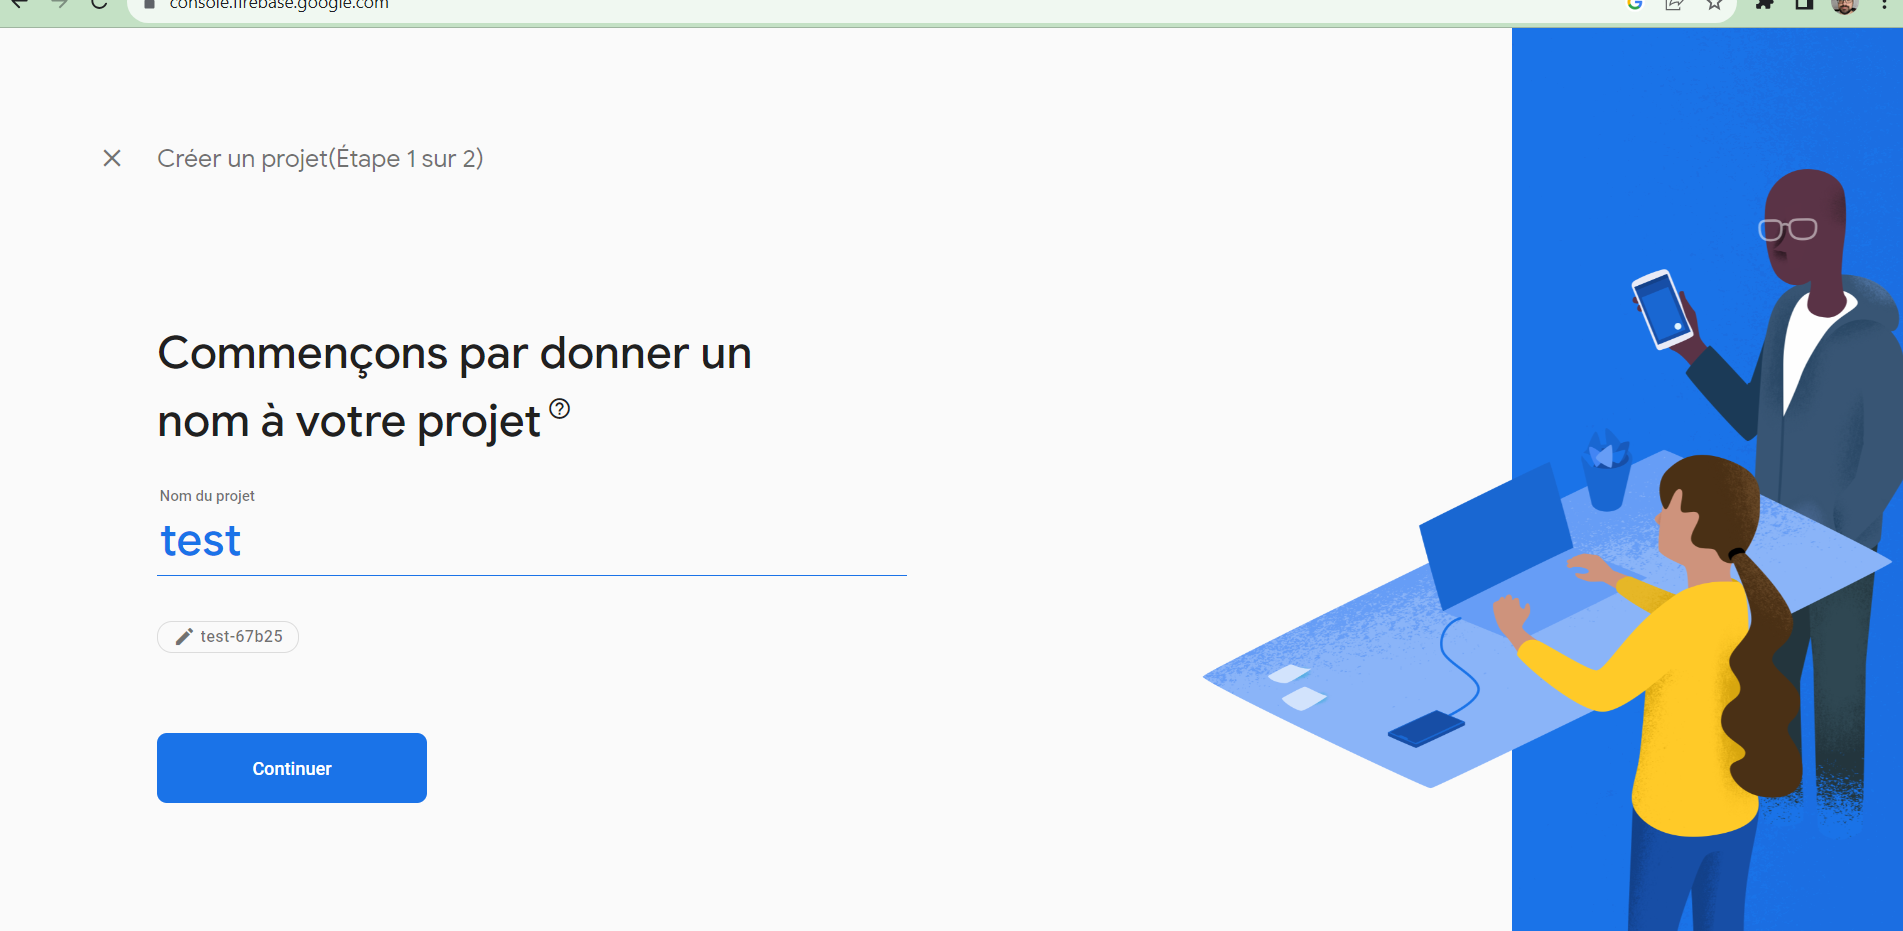 console.firebase.google.com
Créer un projet(Étape 1 sur 2)
Commençons par donner un
nom à votre projet
Nom du projet
test
test-67b25
Continuer